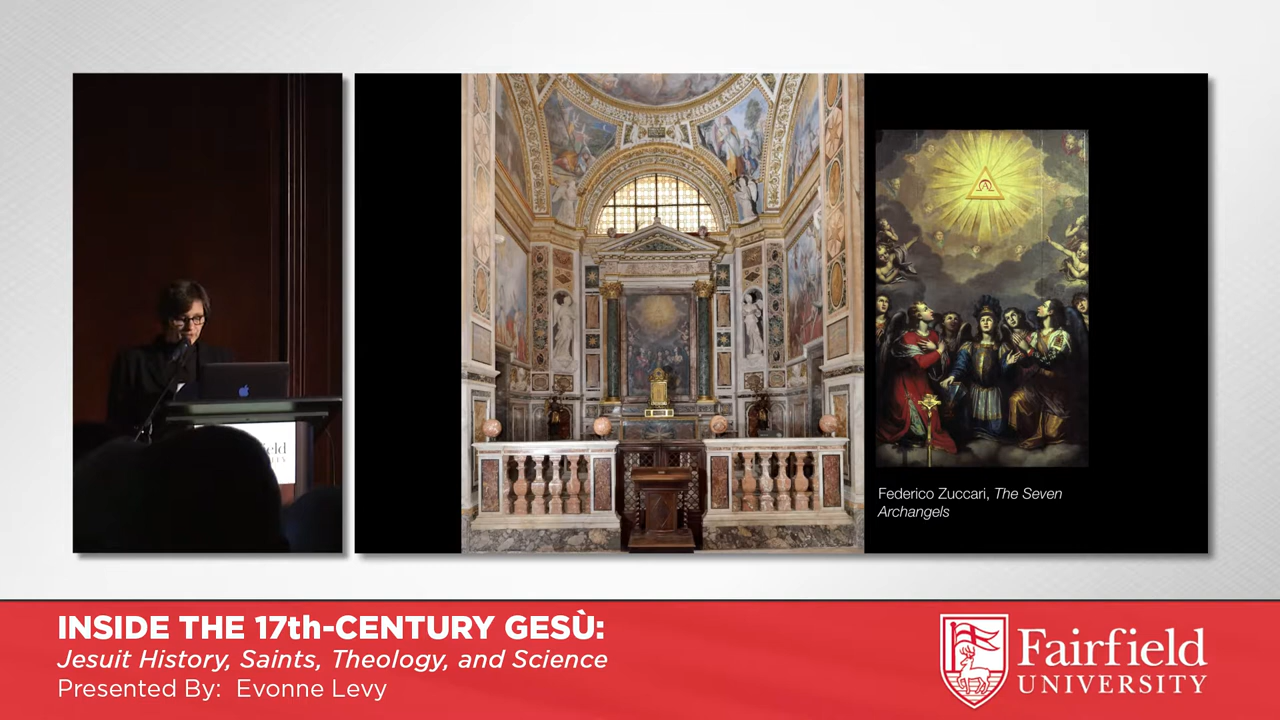 Federico Zuccari, The Seven
Archangels
INSIDE THE 17th-CENTURY GESÙ:
Jesuit History, Saints, Theology, and Science
Presented By: Evonne Levy
Fairfield
UNIVERSITY